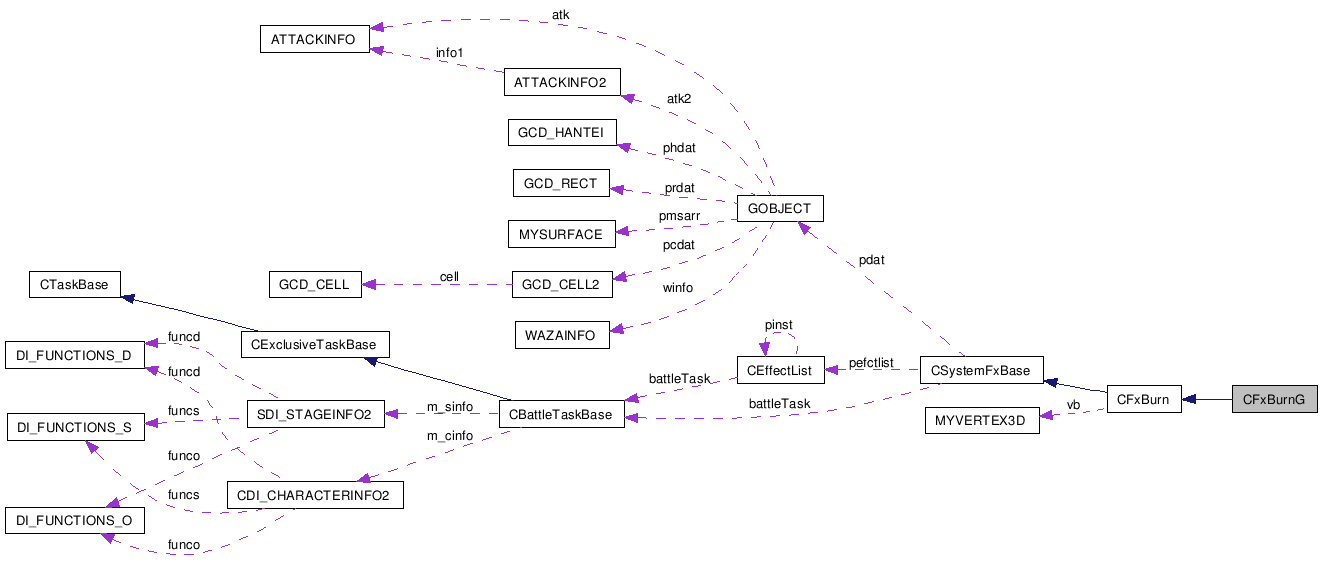 atk
ATTACKINFO
info1
ATTACKINFO2
atk2
GCD_HANTEI
phdat
GCD_RECT
prdat
GOBJECT
pmsarr
MYSURFACE
pcdat
pdat
CTaskBase
GCD_CELL
cell
GCD_CELL2
winfo
pinst
WAZAINFO
funcd
CExclusiveTaskBase
DI_FUNCTIONS_D
funcd
battleTask
CEffectList
pefctlist
CSystemFxBase
funcs
SDI_STAGEINFO2
m_sinfo
CBattleTaskBase
battleTask
vb
CFxBurn
CFxBurnG
DI_FUNCTIONS_S
MYVERTEX3D
m_cinfo
funco
funcs
CDI_CHARACTERINFO2
DI_FUNCTIONS_O
funco